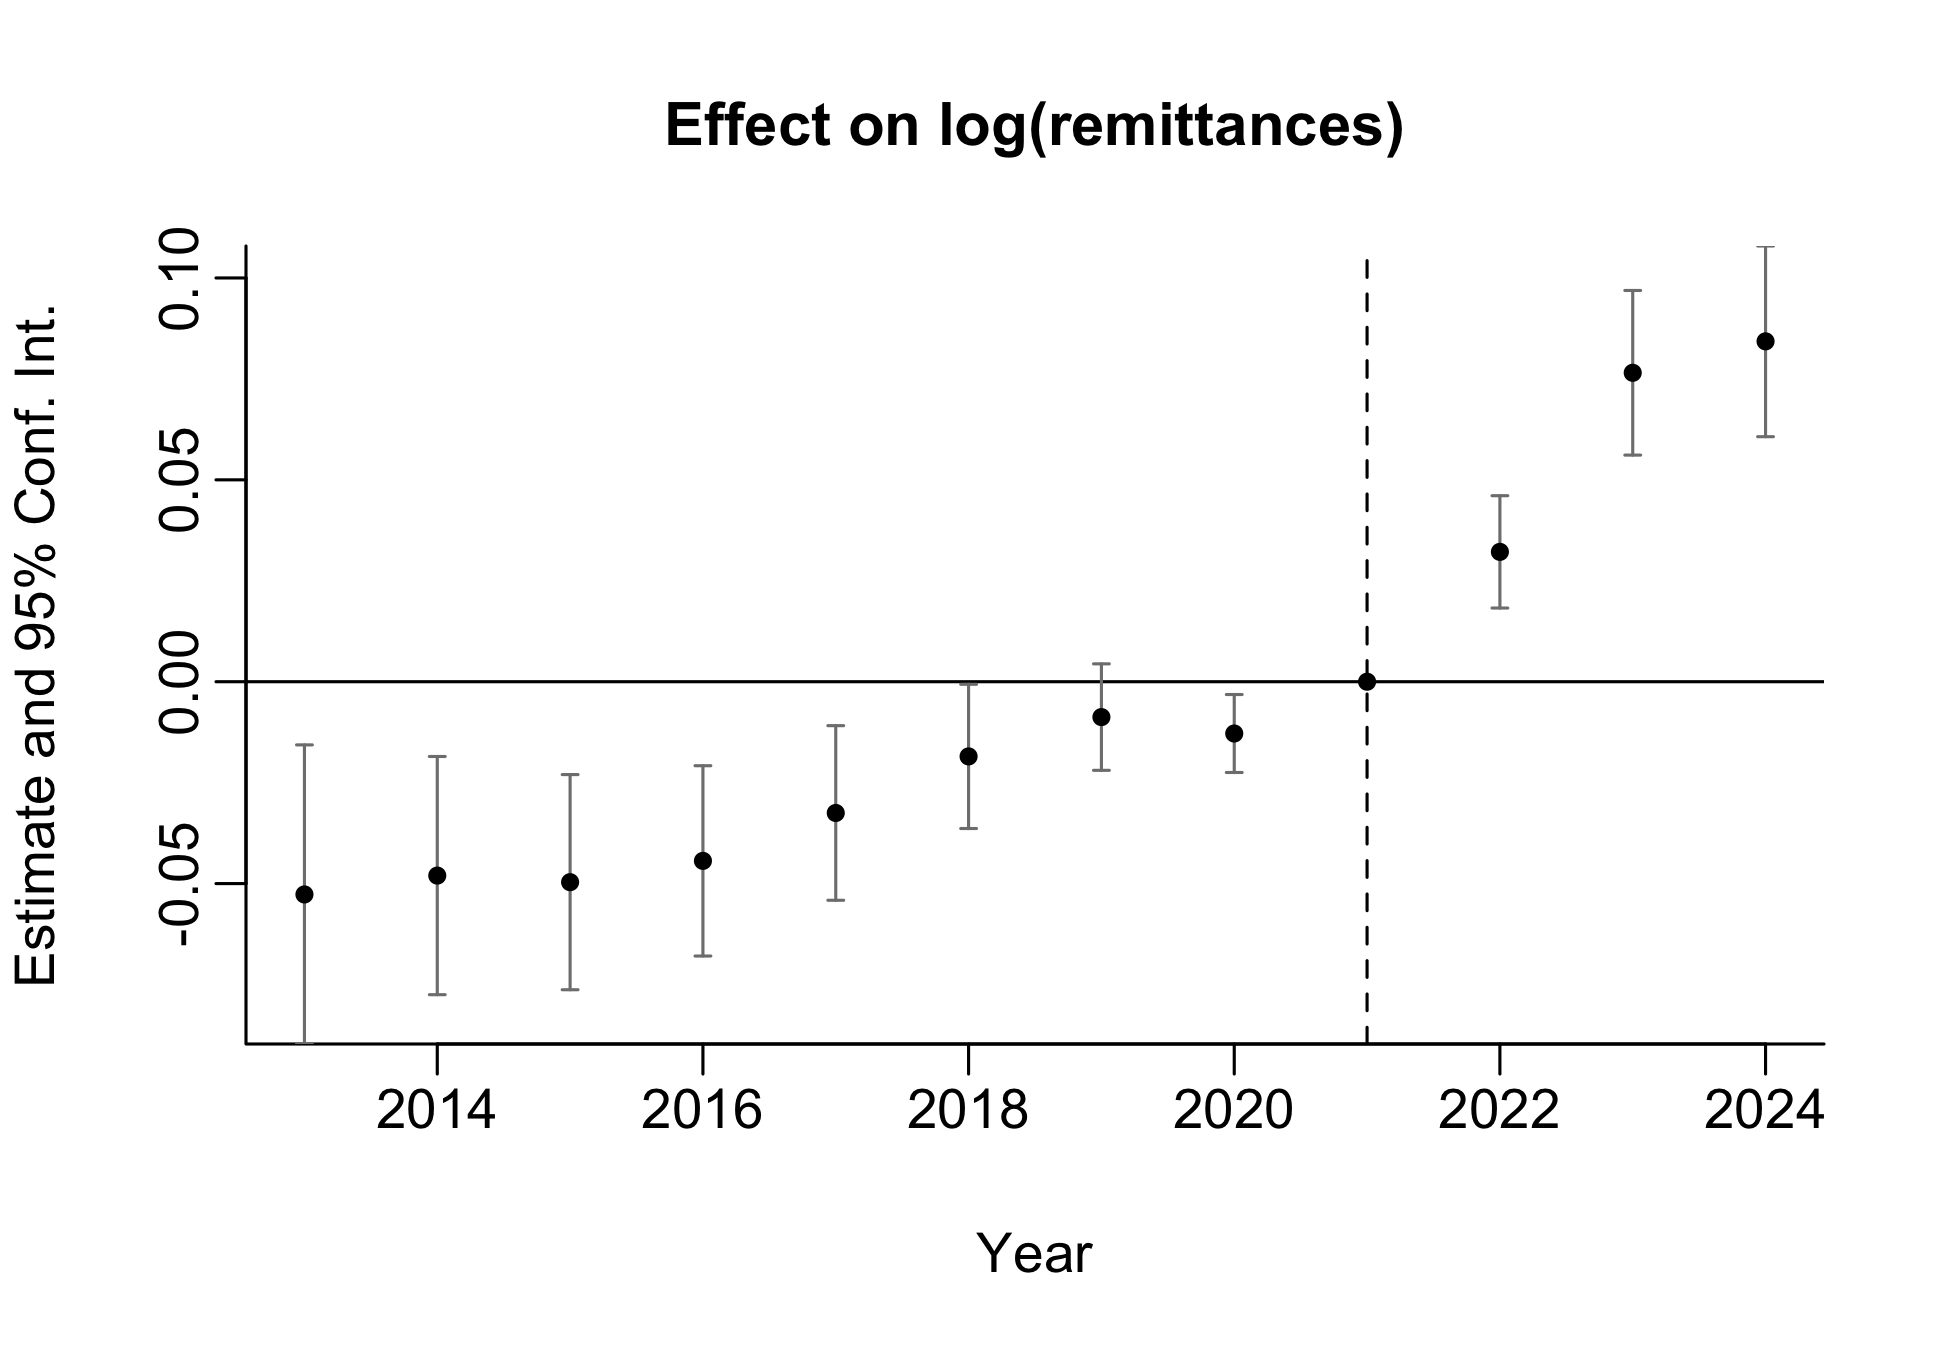 Effect on log(remittances)
Estimate and 95% Conf. Int.
0.10
0.05
0.00
-0.05
2014 2016 2018 2020 2022 2024
Year